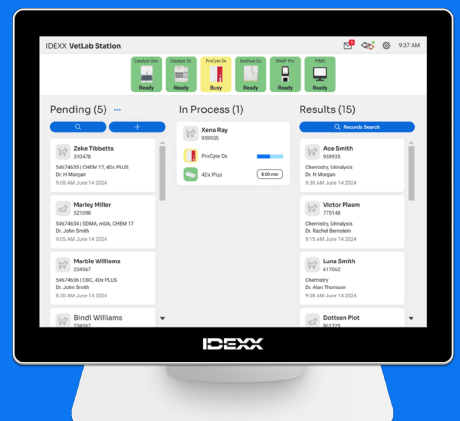 IDEXX VetLab Station
5
9:37 AM
Catalyst One
Ready
Catalyst Dx
Ready
ProCyte Dx
Busy
SediVue Dx
Ready
SNAP Pro
Ready
PIMS
Ready
Pending (5) ...
Zeke Tibbetts
310478
54674635 | CHEM 17, 4Dx PLUS
Dr. H Morgan
9:08 AM June 14 2024
Marley Miller
521098
54674634 | SDMA, mUA, CHEM 17
Dr. John Smith
9:05 AM June 14 2024
Marble Williams
234567
54674636 | CBC, 4Dx PLUS
Dr. John Smith
8:30 AM June 14 2024
Bindi Williams
234567
In Process (1)
Xena Ray
959935
ProCyte Dx
4Dx Plus
8:00 min
Results (15)
Records Search
Ace Smith
959935
Chemistry, Urinalysis
Dr. H Morgan
9:30 AM June 14 2024
Victor Plasm
775148
Chemistry, Urinalysis
Dr. Rachel Bernstein
9:15 AM June 14 2024
Luna Smith
617062
Chemistry
Dr. Alan Thomson
9:08 AM June 14 2024
Dottsen Plot
861329
IDEXX